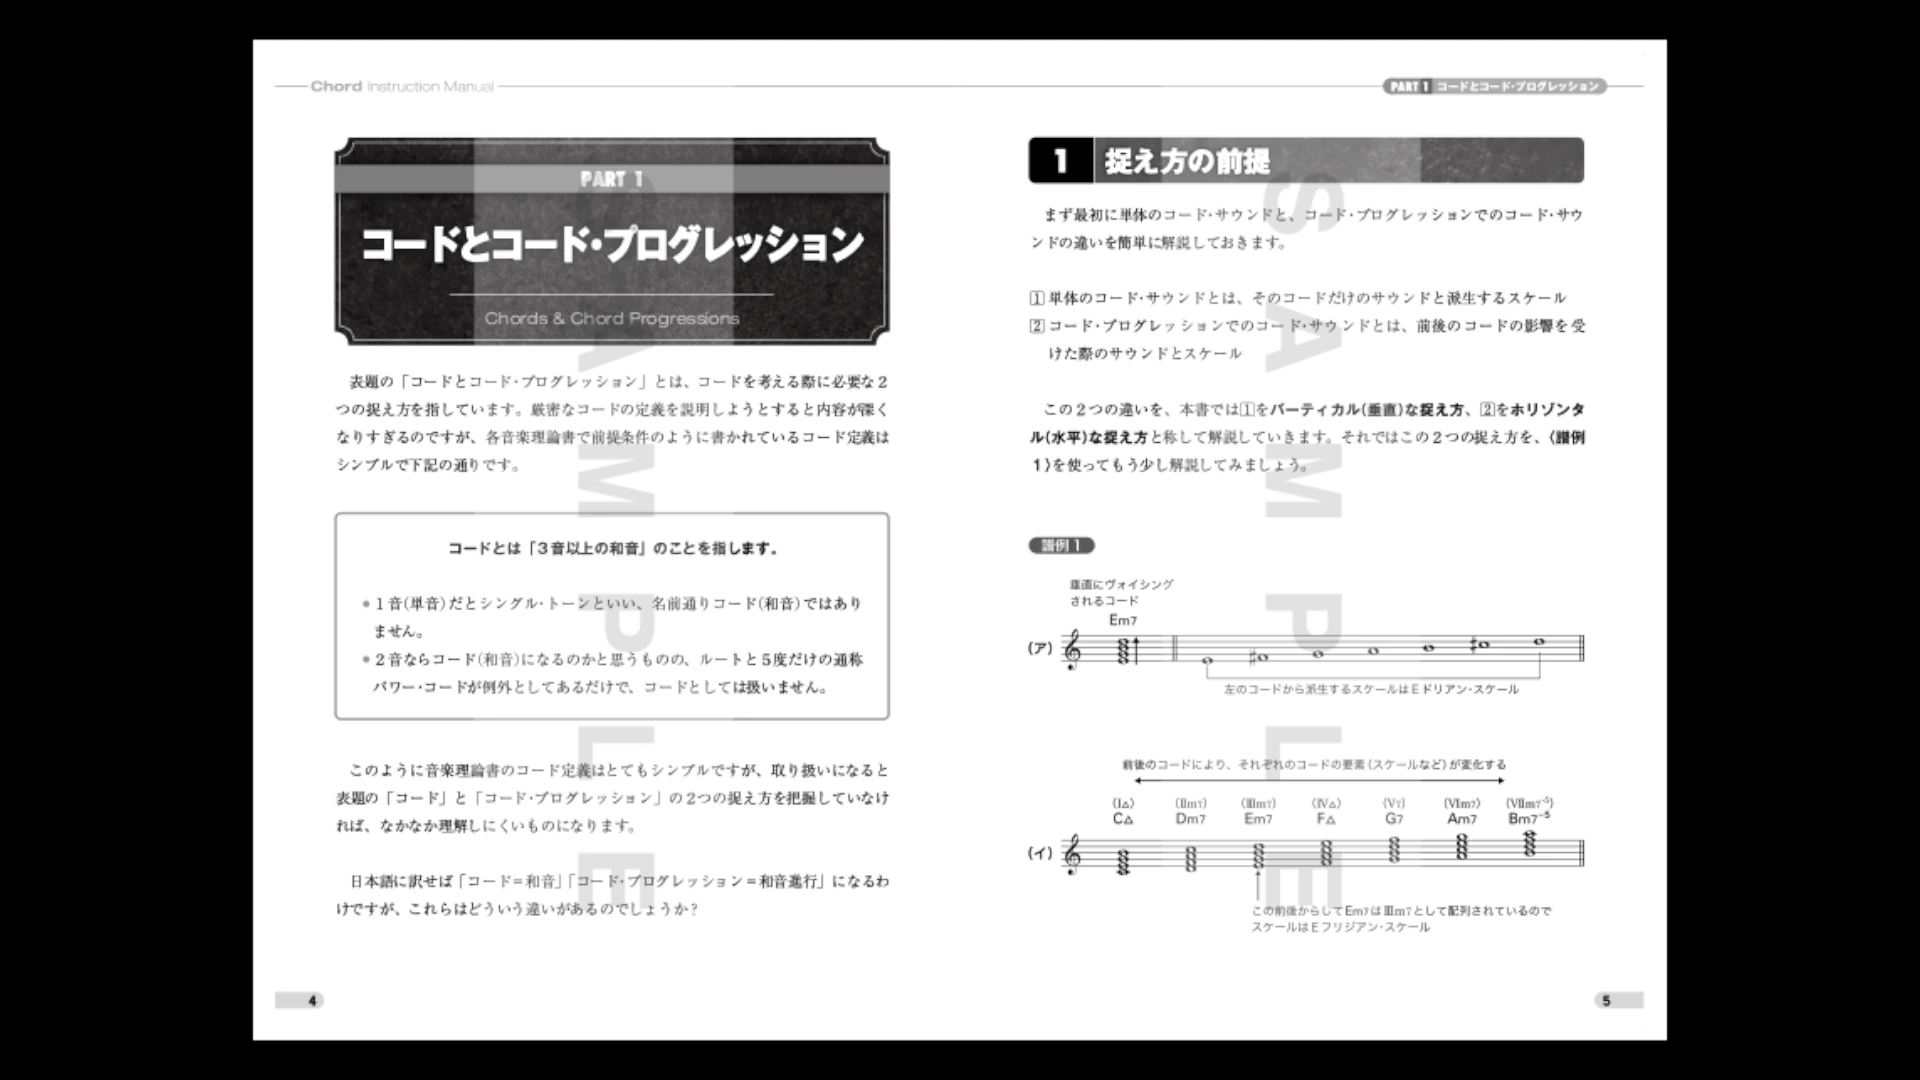 Chord Instruction Manual
PART 1
コードとコード・プログレッション
Chords & Chord Progressions
表題の「コードとコード・プログレッション」とは、コードを考える際に必要な2
つの捉え方を指しています。厳密なコードの定義を説明しようとすると内容が深く
なりすぎるのですが、各音楽理論書で前提条件のように書かれているコード定義は
シンプルで下記の通りです。
コードとは「3音以上の和音」のことを指します。
●1音(単音)だとシングル・トーンといい、名前通りコード(和音)ではあり
ません。
●2音ならコード(和音)になるのかと思うものの、ルートと5度だけの通称
パワー・コードが例外としてあるだけで、コードとしては扱いません。
このように音楽理論書のコード定義はとてもシンプルですが、取り扱いになると
表題の「コード」と「コード・プログレッション」の2つの捉え方を把握していなけ
れば、なかなか理解しにくいものになります。
日本語に訳せば「コード=和音」「コード・プログレッション=和音進行」になるわ
けですが、これらはどういう違いがあるのでしょうか?
4
SAMPLE
PART 1 コードとコード・プログレッション
1 捉え方の前提
まず最初に単体のコード・サウンドと、コード・プログレッションでのコード・サウ
ンドの違いを簡単に解説しておきます。
1 単体のコード・サウンドとは、そのコードだけのサウンドと派生するスケール
2 コード・プログレッションでのコード・サウンドとは、前後のコードの影響を受
けた際のサウンドとスケール
この2つの違いを、本書では1をバーティカル(垂直)な捉え方、2をホリゾンタ
ル(水平)な捉え方と称して解説していきます。それではこの2つの捉え方を、(譜例
1)を使ってもう少し解説してみましょう。
譜例1
垂直にヴォイシング
されるコード
Em7
(ア)
左のコードから派生するスケールはEドリアン・スケール
前後のコードにより、それぞれのコードの要素(スケールなど)が変化する
(Ⅰ△) (Ⅱm7) (Ⅲm7) (Ⅳ△) (Ⅴ7) (Ⅵm7) (Ⅶm7-5)
C△ Dm7 Em7 F△ G7 Am7 Bm7-5
(イ)
この前後からしてEm7はⅢm7として配列されているので
スケールはEフリジアン・スケール
5
SAMPLE